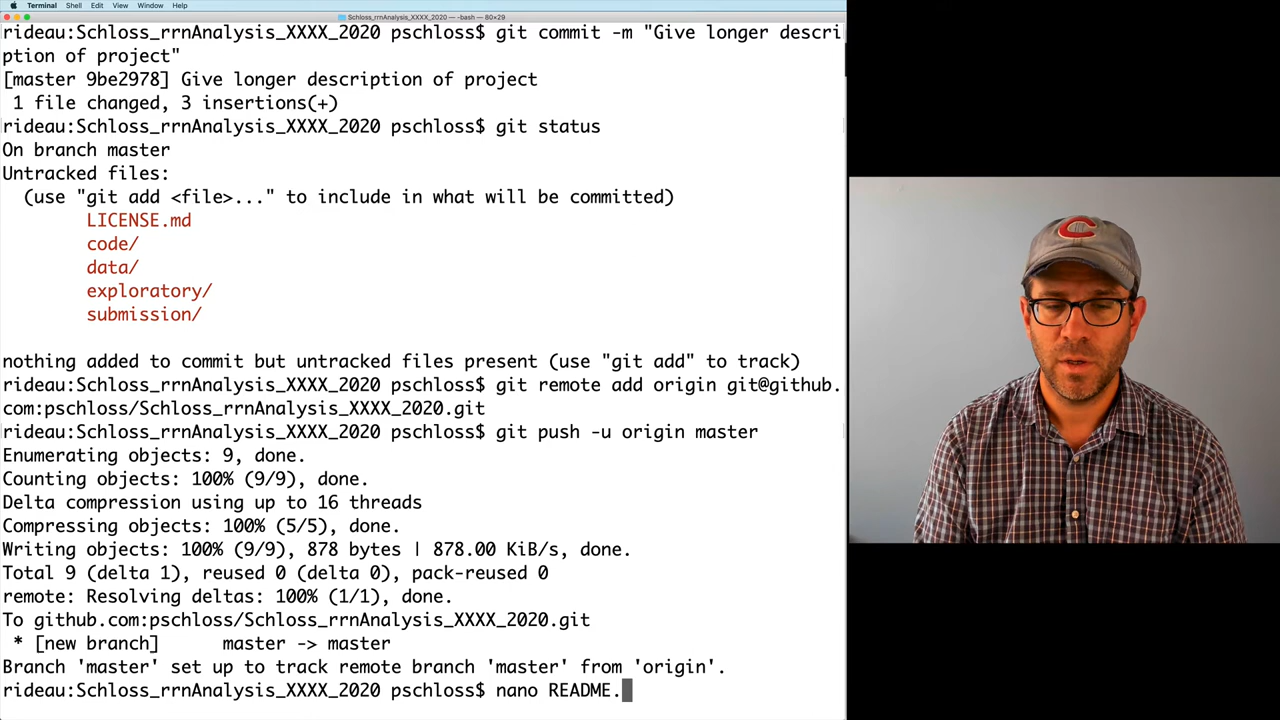 Terminal Shell Edit View Window Help
Schloss_rrnAnalysis_XXXX_2020 — -bash — 80×29
rideau:Schloss_rrnAnalysis_XXXX_2020 pschloss$ git commit -m "Give longer descri
ption of project"
[master 9be2978] Give longer description of project
1 file changed, 3 insertions(+)
rideau:Schloss_rrnAnalysis_XXXX_2020 pschloss$ git status
On branch master
Untracked files:
(use "git add <file>..." to include in what will be committed)
LICENSE.md
code/
data/
exploratory/
submission/
nothing added to commit but untracked files present (use "git add" to track)
rideau:Schloss_rrnAnalysis_XXXX_2020 pschloss$ git remote add origin git@github.
com:pschloss/Schloss_rrnAnalysis_XXXX_2020.git
rideau:Schloss_rrnAnalysis_XXXX_2020 pschloss$ git push -u origin master
Enumerating objects: 9, done.
Counting objects: 100% (9/9), done.
Delta compression using up to 16 threads
Compressing objects: 100% (5/5), done.
Writing objects: 100% (9/9), 878 bytes | 878.00 KiB/s, done.
Total 9 (delta 1), reused 0 (delta 0), pack-reused 0
remote: Resolving deltas: 100% (1/1), done.
To github.com:pschloss/Schloss_rrnAnalysis_XXXX_2020.git
* [new branch] master -> master
Branch 'master' set up to track remote branch 'master' from 'origin'.
rideau:Schloss_rrnAnalysis_XXXX_2020 pschloss$ nano README.
C